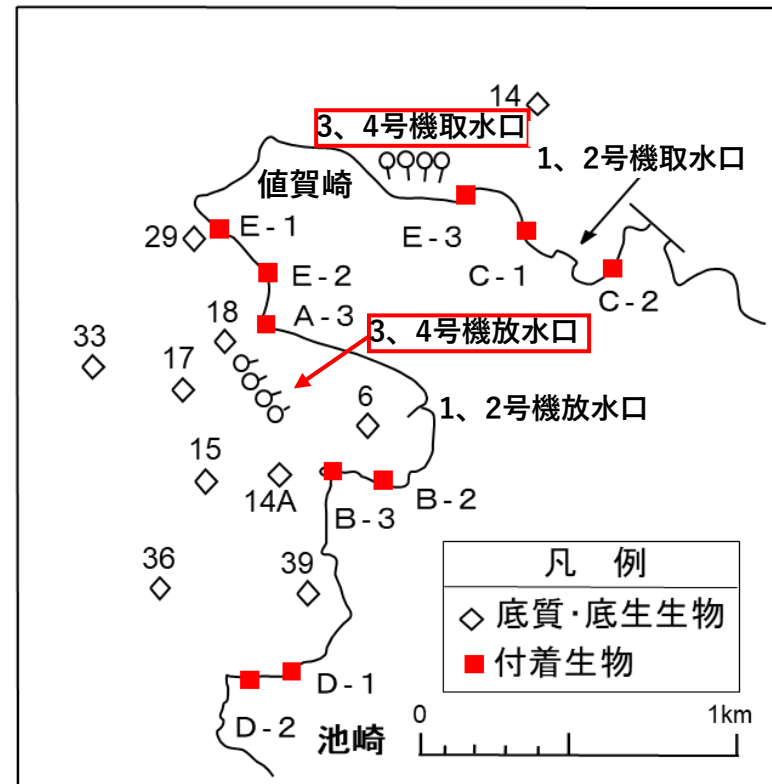 14
3、4号機取水口
1、2号機取水口
値賀崎
E-1
29
E-3
C-1
E-2
C-2
A-3
18
3、4号機放水口
33
17
6
1、2号機放水口
15
14A
B-2
B-3
36
39
凡 例
底質・底生生物
付着生物
D-1
D-2
池崎
0
1km